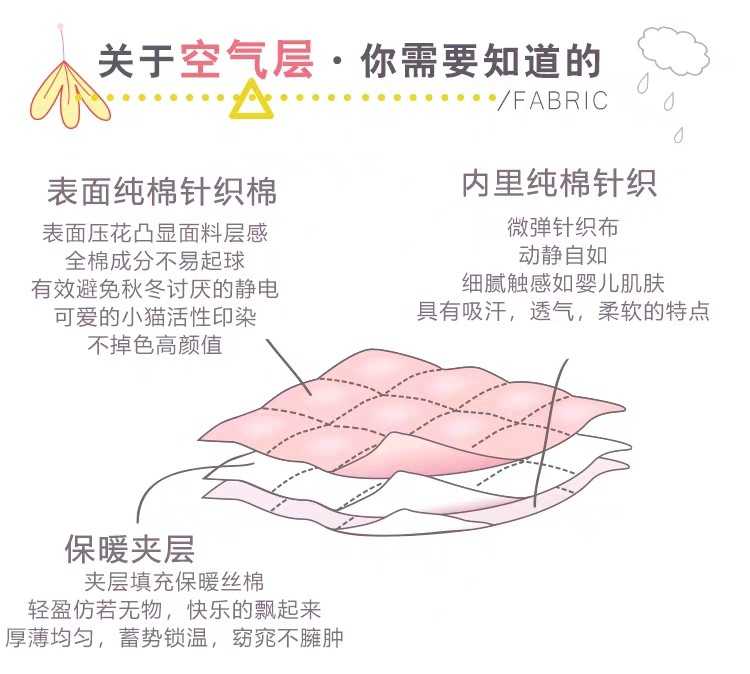 关于空气层·你需要知道的
/FABRIC
表面纯棉针织棉
表面压花凸显面料层感
全棉成分不易起球
有效避免秋冬讨厌的静电
可爱的小猫活性印染
不掉色高颜值
内里纯棉针织
微弹针织布
动静自如
细腻触感如婴儿肌肤
具有吸汗，透气，柔软的特点
保暖夹层
夹层填充保暖丝棉
轻盈仿若无物，快乐的飘起来
厚薄均匀，蓄势锁温，窈窕不臃肿